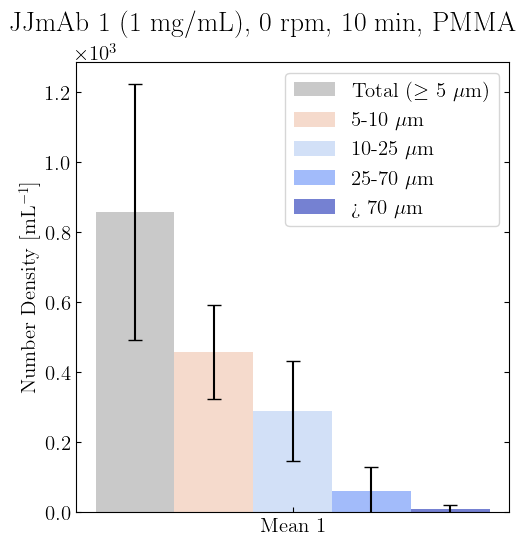 JJmAb 1 (1 mg/mL), 0 rpm, 10 min, PMMA
×10³
1.2
1.0
0.8
0.6
0.4
0.2
0.0
Number Density [mL⁻¹]
Total (≥ 5 μm)
5-10 μm
10-25 μm
25-70 μm
> 70 μm
Mean 1